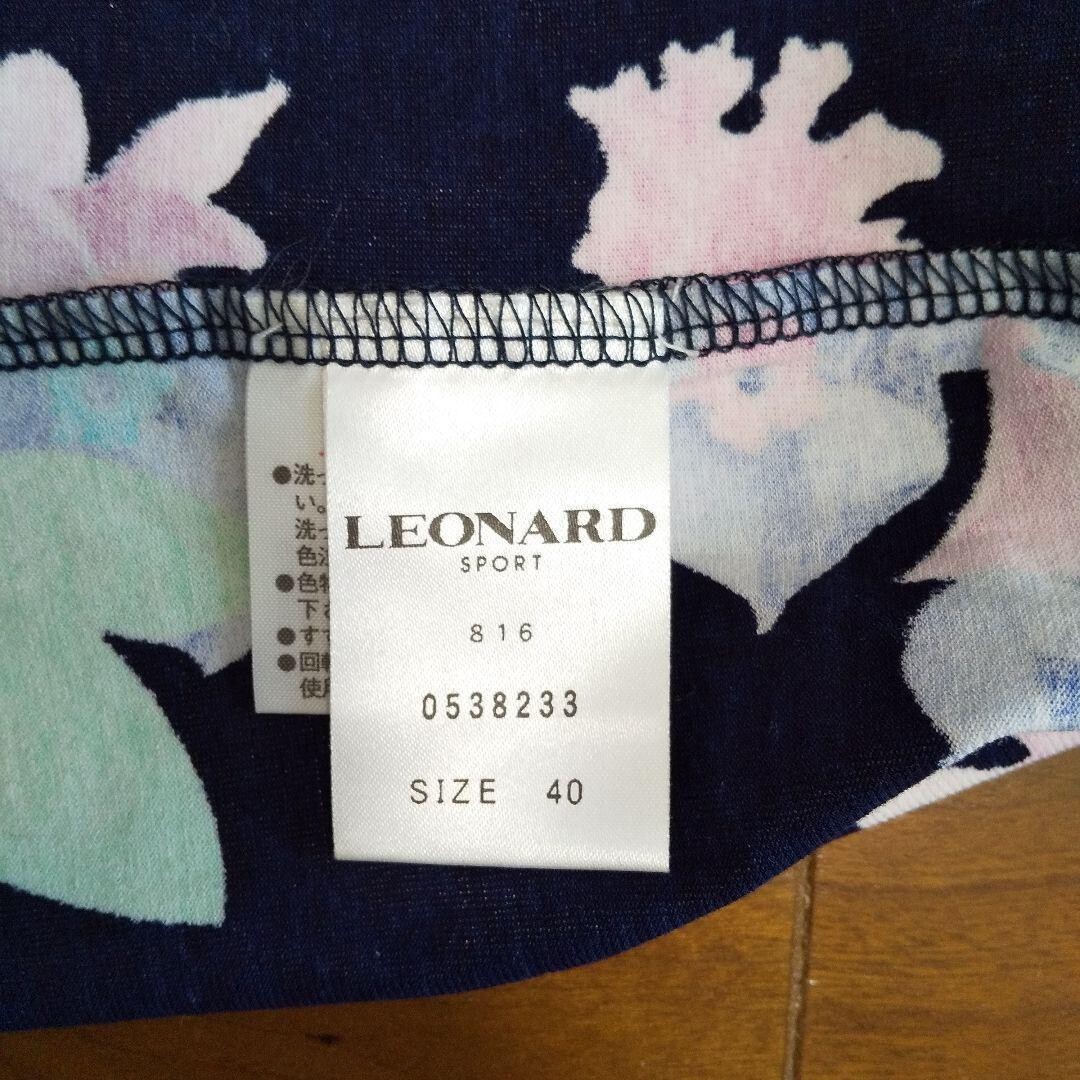 LEONARD
SPORT
816
0538233
SIZE 40
●洗
い。
洗
色
●色
下
●す
●回
使